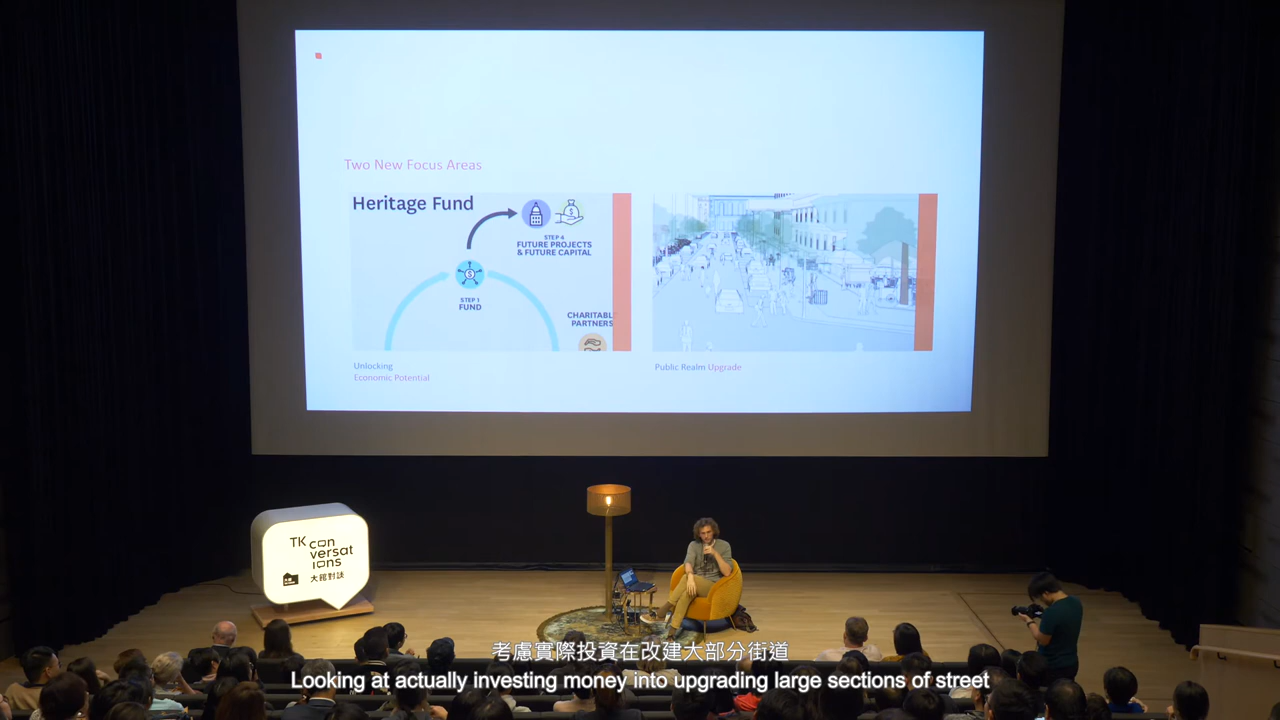 Two New Focus Areas
Heritage Fund
STEP 4
FUTURE PROJECTS
& FUTURE CAPITAL
STEP 1
FUND
CHARITABL
PARTNERS
Unlocking
Economic Potential
Public Realm Upgrade
TK con
versat
ions
大館對談
考慮實際投資在改建大部分街道
Looking at actually investing money into upgrading large sections of street